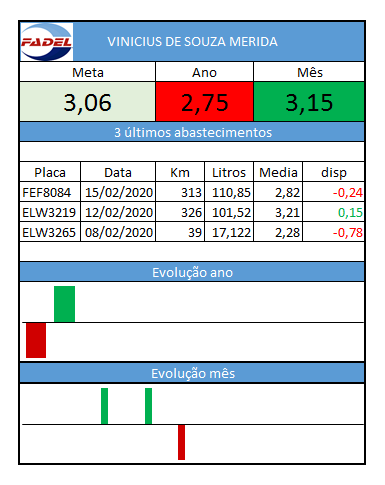 FADEL
VINICIUS DE SOUZA MERIDA
Meta Ano Mês
3,06 2,75 3,15
3 últimos abastecimentos
Placa Data Km Litros Media disp
FEF8084 15/02/2020 313 110,85 2,82 -0,24
ELW3219 12/02/2020 326 101,52 3,21 0,15
ELW3265 08/02/2020 39 17,122 2,28 -0,78
Evolução ano
Evolução mês